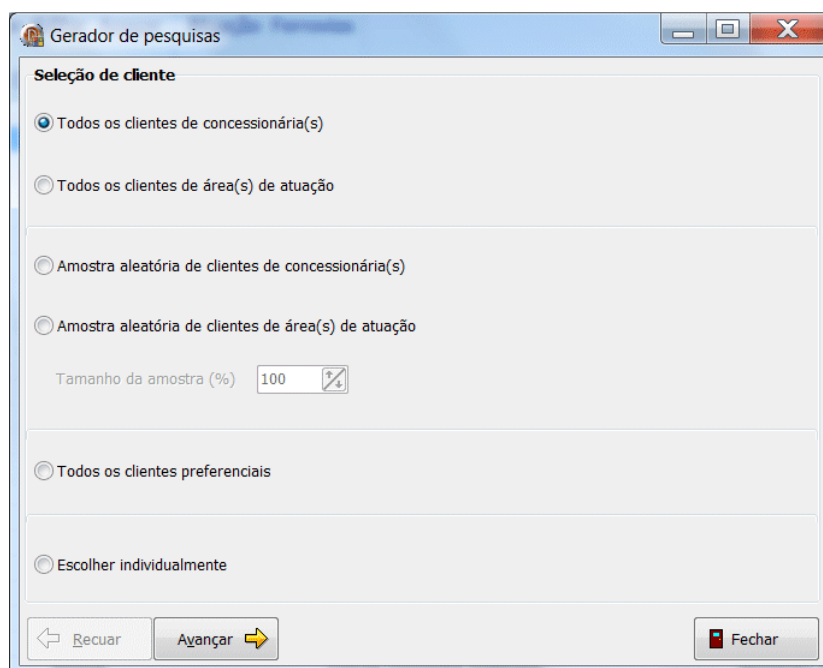 Gerador de pesquisas
Seleção de cliente
Todos os clientes de concessionária(s)
Todos os clientes de área(s) de atuação
Amostra aleatória de clientes de concessionária(s)
Amostra aleatória de clientes de área(s) de atuação
Tamanho da amostra (%) 100
Todos os clientes preferenciais
Escolher individualmente
Recuar Avançar Fechar